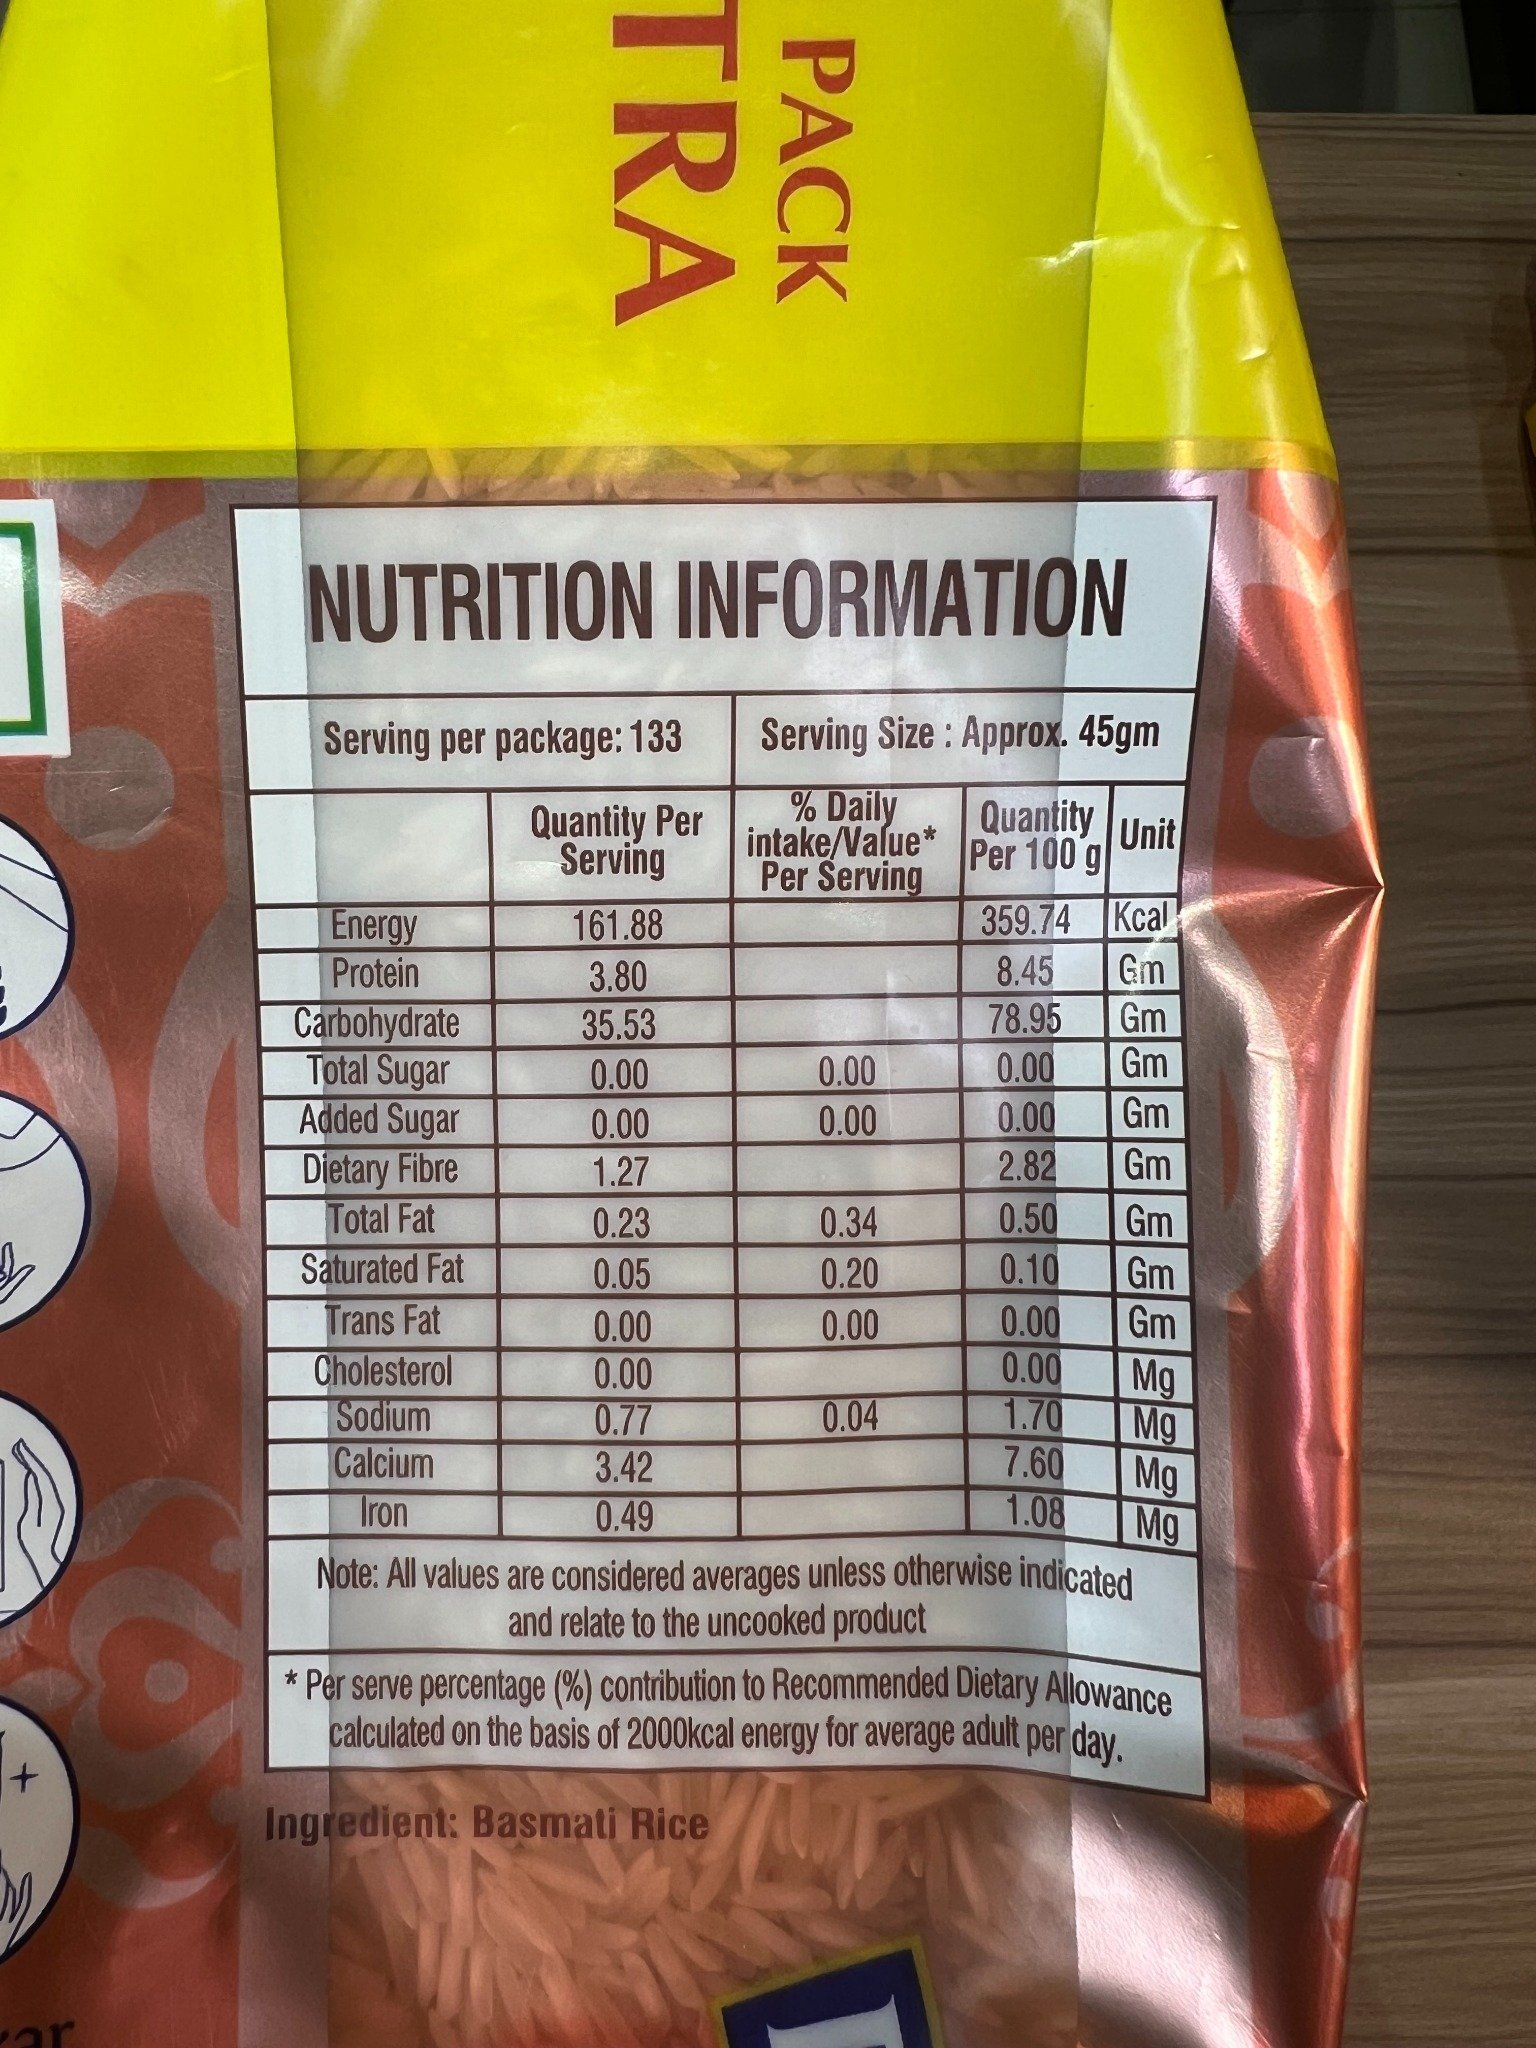 PACK
TRA
NUTRITION INFORMATION
Serving per package: 133 Serving Size : Approx. 45gm
Quantity Per Serving % Daily intake/Value* Per Serving Quantity Per 100 g Unit
Energy 161.88 359.74 Kcal
Protein 3.80 8.45 Gm
Carbohydrate 35.53 78.95 Gm
Total Sugar 0.00 0.00 0.00 Gm
Added Sugar 0.00 0.00 0.00 Gm
Dietary Fibre 1.27 2.82 Gm
Total Fat 0.23 0.34 0.50 Gm
Saturated Fat 0.05 0.20 0.10 Gm
Trans Fat 0.00 0.00 0.00 Gm
Cholesterol 0.00 0.00 Mg
Sodium 0.77 0.04 1.70 Mg
Calcium 3.42 7.60 Mg
Iron 0.49 1.08 Mg
Note: All values are considered averages unless otherwise indicated
and relate to the uncooked product
* Per serve percentage (%) contribution to Recommended Dietary Allowance
calculated on the basis of 2000kcal energy for average adult per day.
Ingredient: Basmati Rice